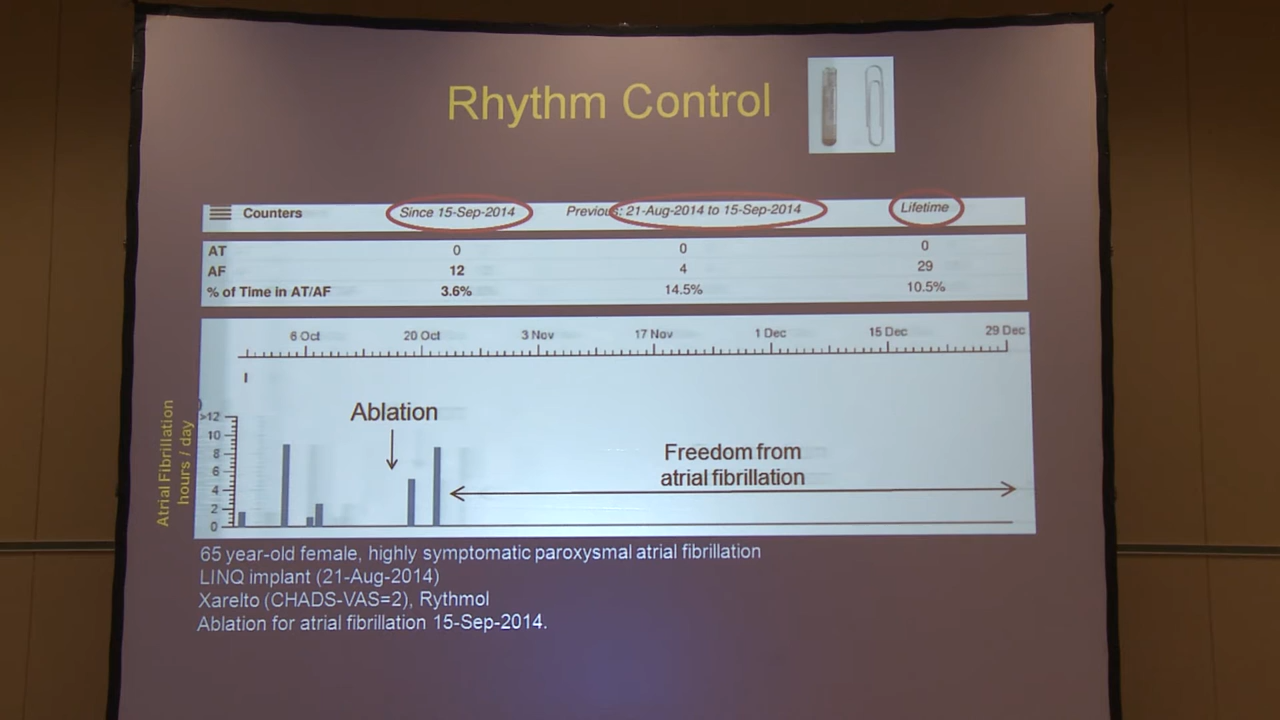 Rhythm Control
Counters Since 15-Sep-2014 Previous: 21-Aug-2014 to 15-Sep-2014 Lifetime
AT 0 0 0
AF 12 4 29
% of Time in AT/AF 3.6% 14.5% 10.5%
6 Oct 20 Oct 3 Nov 17 Nov 1 Dec 15 Dec 29 Dec
I
Atrial Fibrillation
hours / day
>12
10
8
6
4
2
0
Ablation
Freedom from
atrial fibrillation
65 year-old female, highly symptomatic paroxysmal atrial fibrillation
LINQ implant (21-Aug-2014)
Xarelto (CHADS-VAS=2), Rythmol
Ablation for atrial fibrillation 15-Sep-2014.